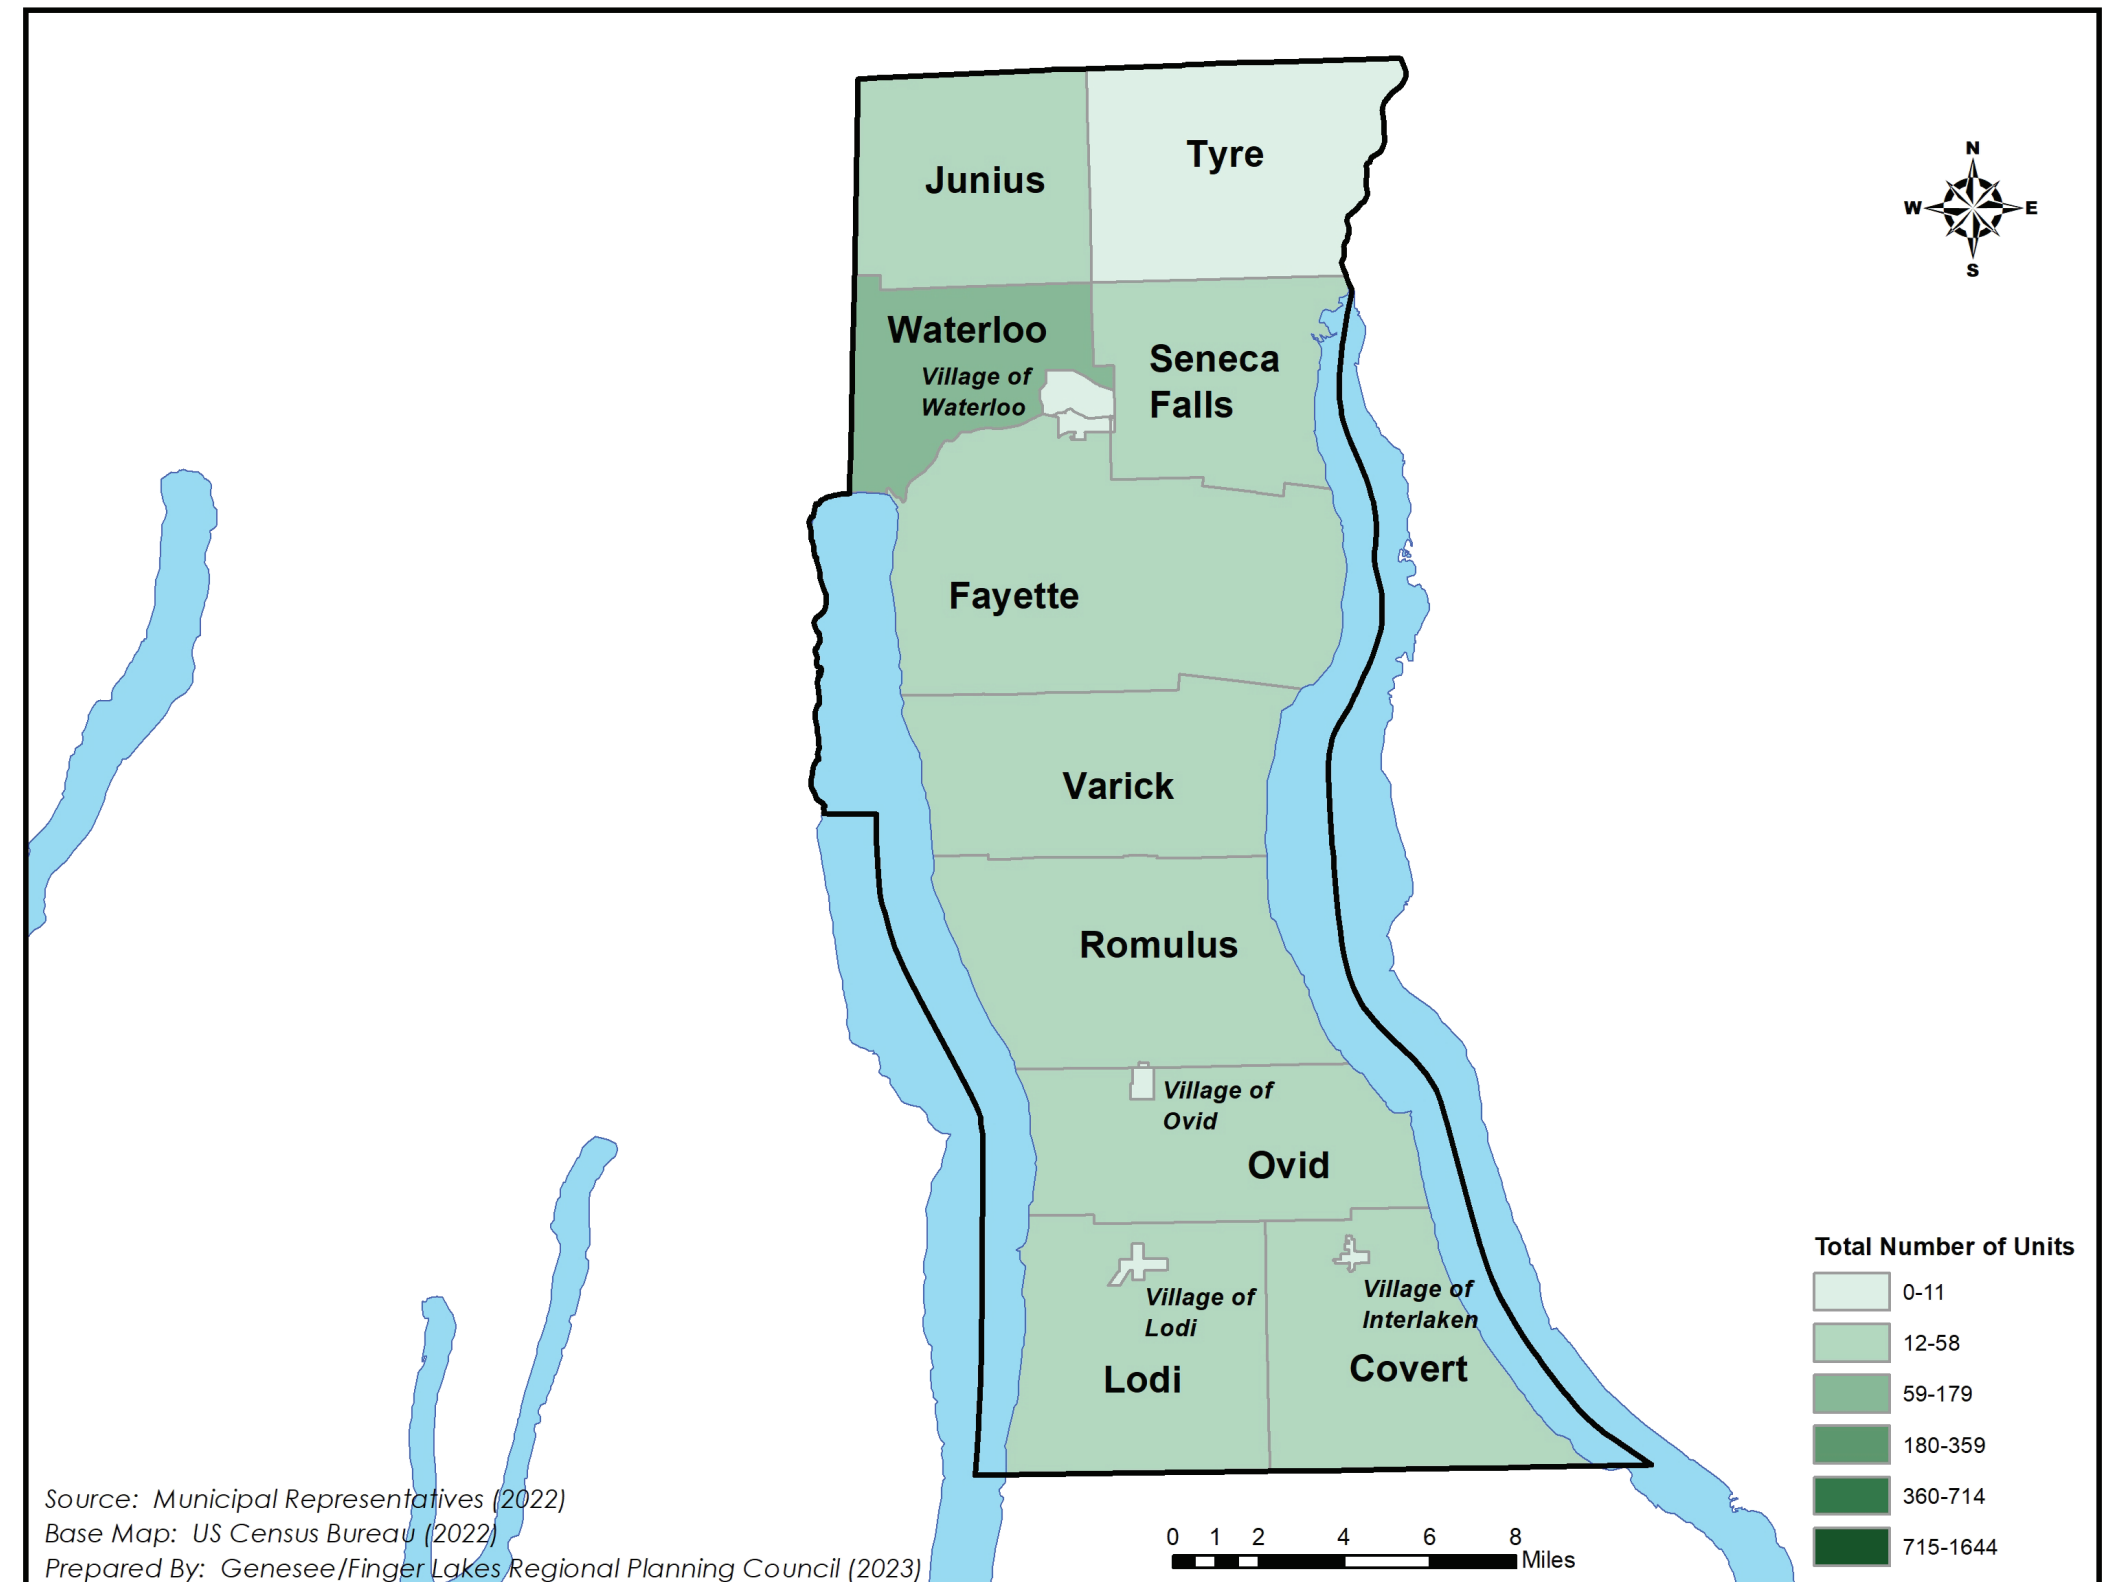 Tyre
Junius
N
W
E
S
Waterloo
Village of
Waterloo
Seneca
Falls
Fayette
Varick
Romulus
Village of
Ovid
Ovid
Village of
Lodi
Lodi
Village of
Interlaken
Covert
Total Number of Units
0-11
12-58
59-179
180-359
360-714
715-1644
Source: Municipal Representatives (2022)
Base Map: US Census Bureau (2022)
Prepared By: Genesee/Finger Lakes Regional Planning Council (2023)
0 1 2 4 6 8
Miles